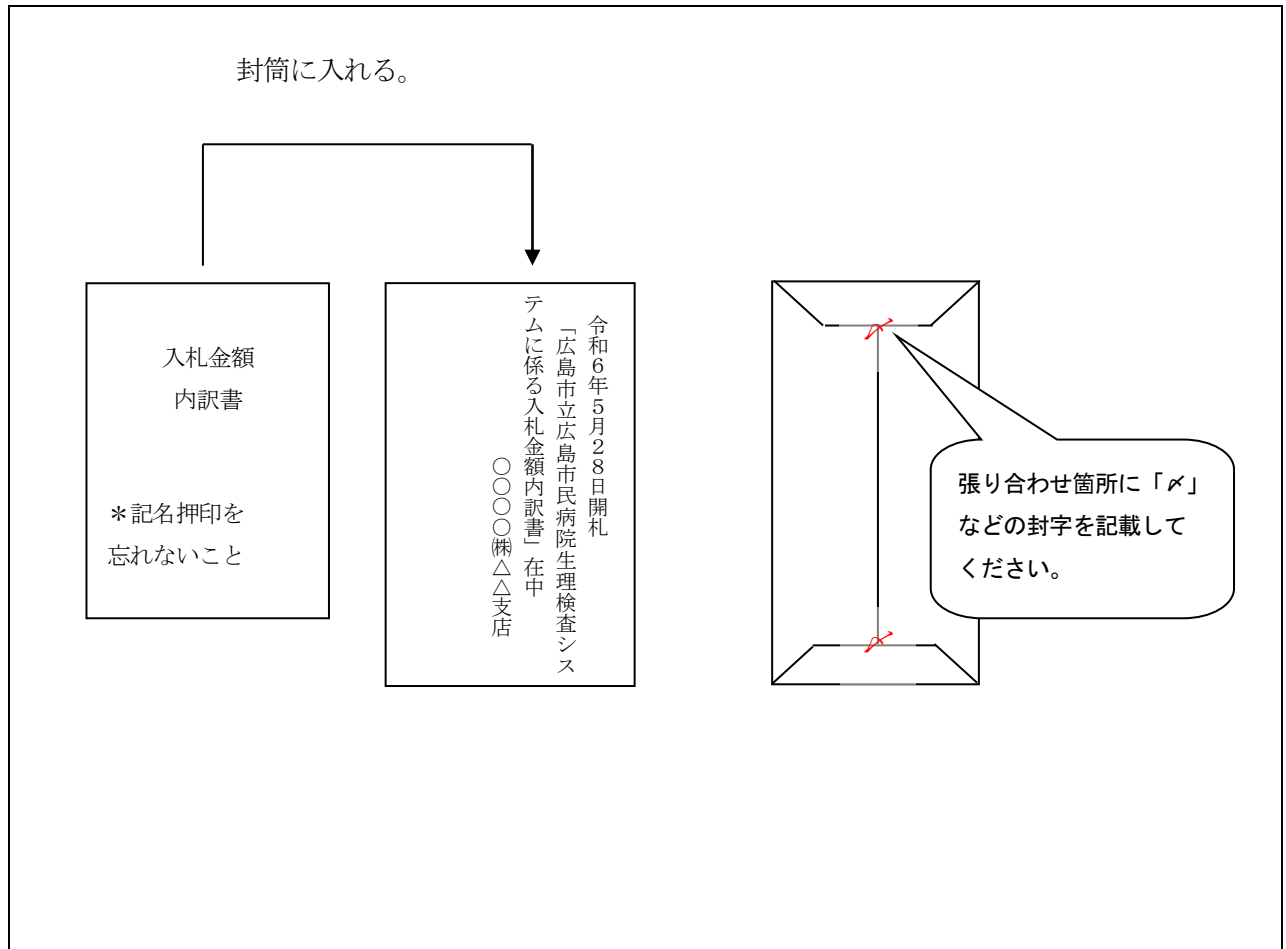 封筒に入れる。
入札金額
内訳書
＊記名押印を
忘れないこと
令和６年５月２８日開札
「広島市立広島市民病院生理検査シス
テムに係る入札金額内訳書」在中
○○○○㈱△△支店
〆
張り合わせ箇所に「〆」
などの封字を記載して
ください。
〆